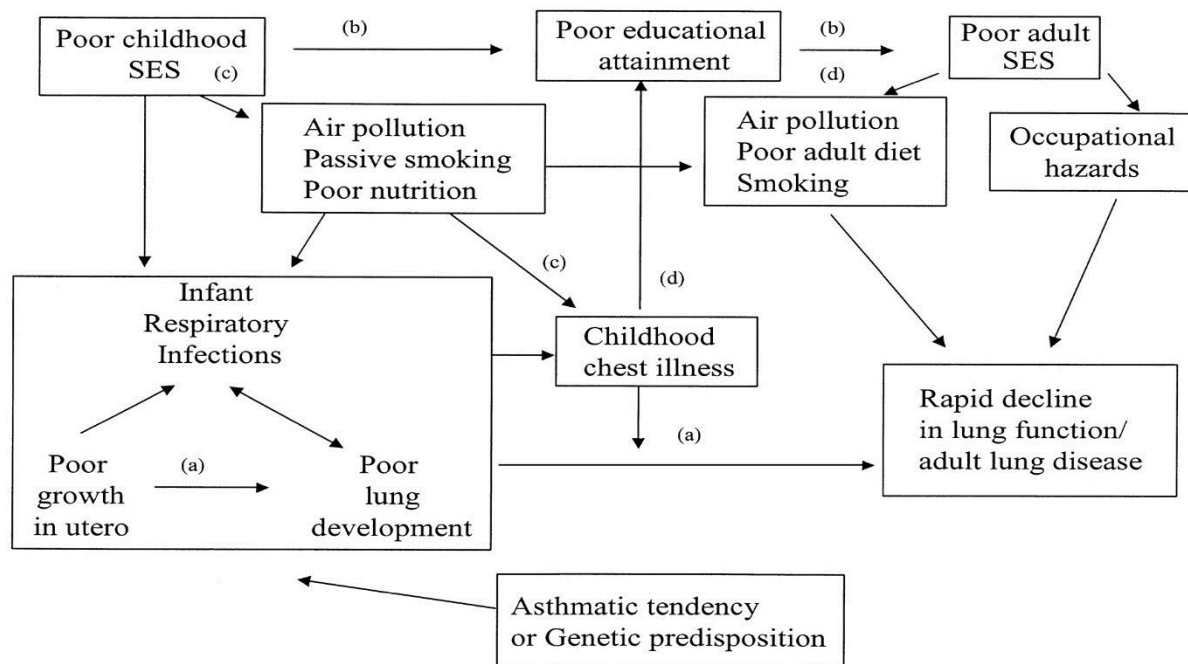 Poor childhood
SES
(c)
(b)
Poor educational
attainment
(b)
(d)
Poor adult
SES
Air pollution
Passive smoking
Poor nutrition
Air pollution
Poor adult diet
Smoking
Occupational
hazards
(c)
(d)
Infant
Respiratory
Infections
Childhood
chest illness
(a)
Poor
growth
in utero
(a)
Poor
lung
development
Rapid decline
in lung function/
adult lung disease
Asthmatic tendency
or Genetic predisposition